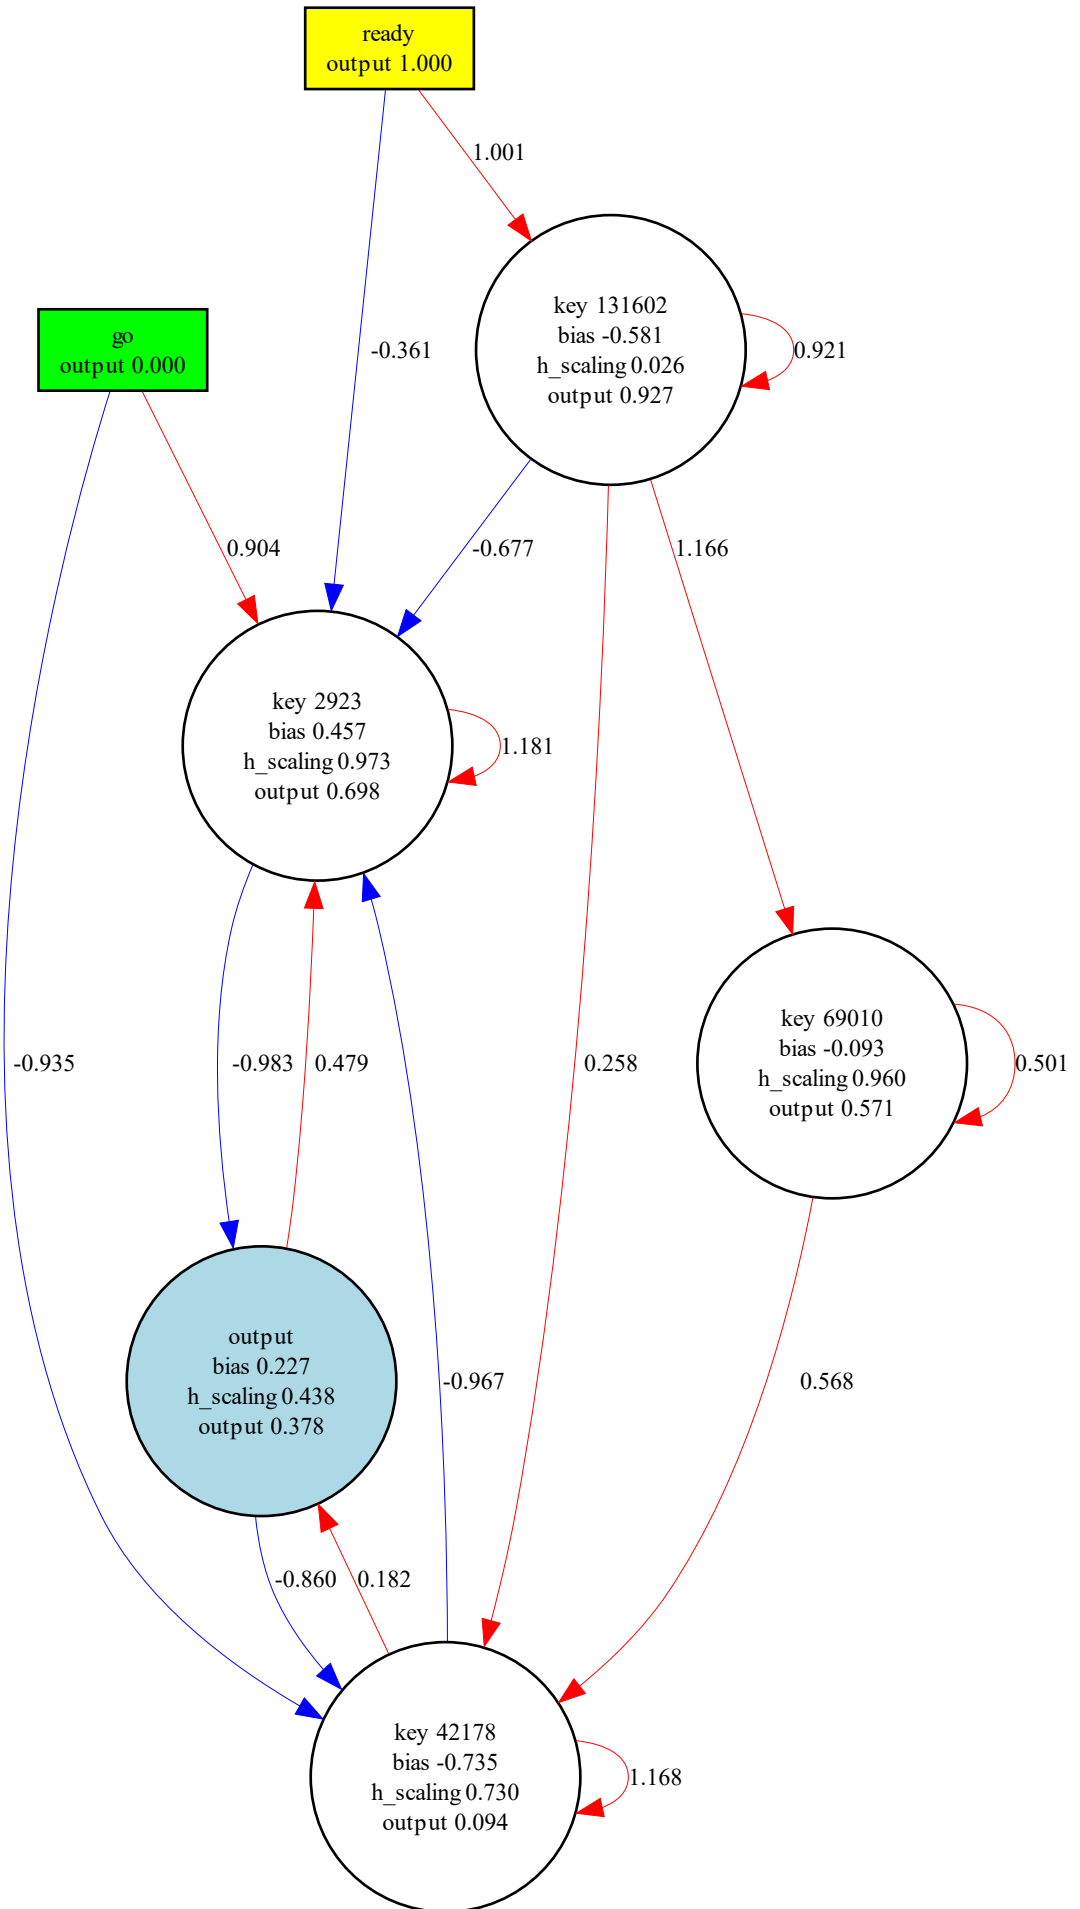 ready
output 1.000
1.001
key 131602
bias -0.581
h_scaling 0.026
output 0.927
0.921
-0.361
go
output 0.000
0.904
-0.677
1.166
key 2923
bias 0.457
h_scaling 0.973
output 0.698
1.181
key 69010
bias -0.093
h_scaling 0.960
output 0.571
0.501
-0.935
-0.983
0.479
0.258
output
bias 0.227
h_scaling 0.438
output 0.378
-0.967
0.568
-0.860
0.182
key 42178
bias -0.735
h_scaling 0.730
output 0.094
1.168